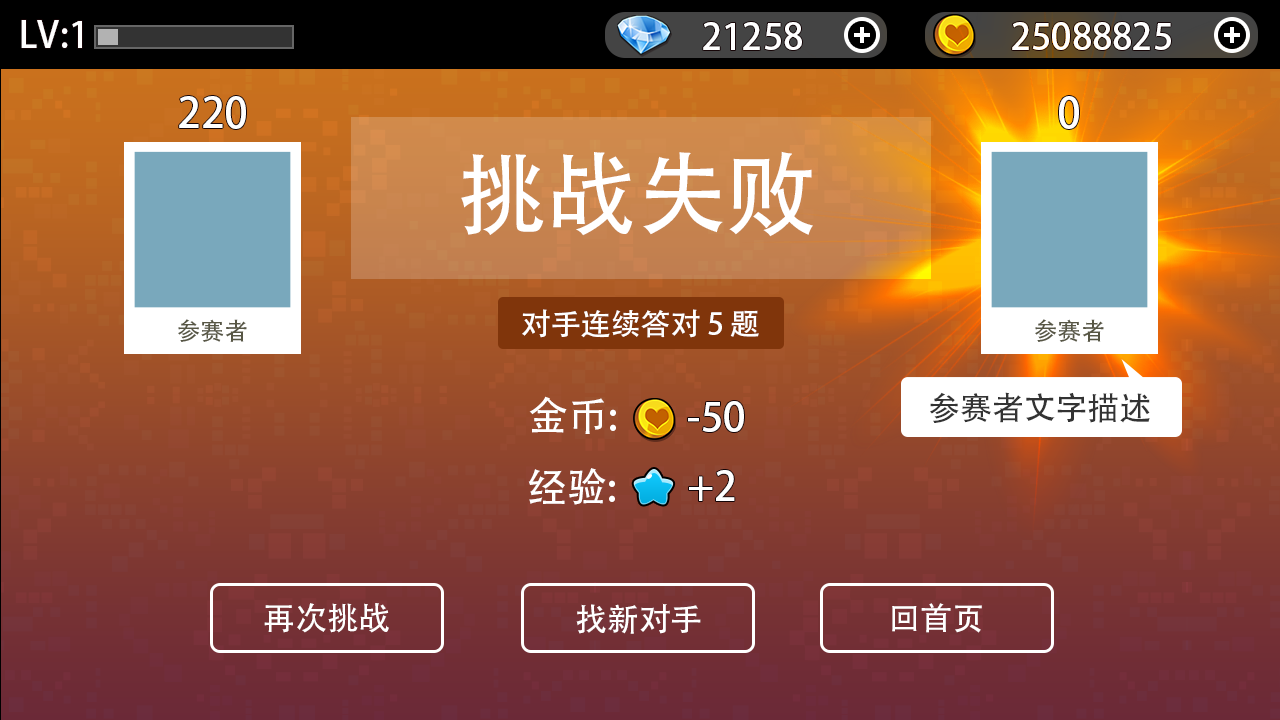 LV:1 21258 25088825
220 0
挑战失败
参赛者 对手连续答对 5 题 参赛者
金币: -50
参赛者文字描述
经验: +2
再次挑战 找新对手 回首页